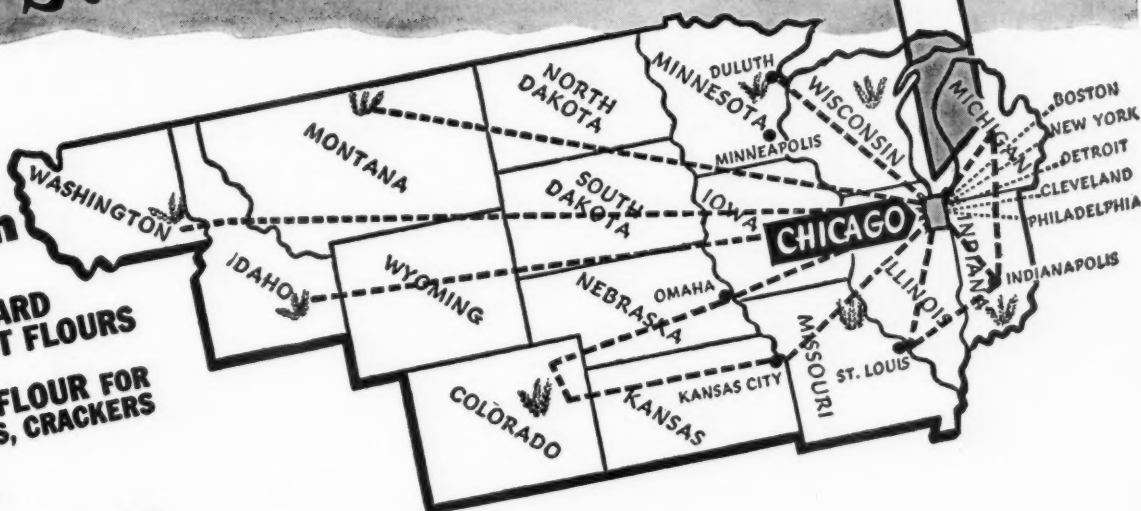 DULUTH
MINNESOTA
WISCONSIN
MICHIGAN
NORTH
DAKOTA
BOSTON
NEW YORK
DETROIT
CLEVELAND
PHILADELPHIA
MONTANA
MINNEAPOLIS
WASHINGTON
SOUTH
DAKOTA
IOWA
CHICAGO
INDIANA
INDIANAPOLIS
IDAHO
WYOMING
NEBRASKA
OMAHA
ILLINOIS
MISSOURI
ST. LOUIS
COLORADO
KANSAS
KANSAS CITY
ARD
T FLOURS
FLOUR FOR
S, CRACKERS